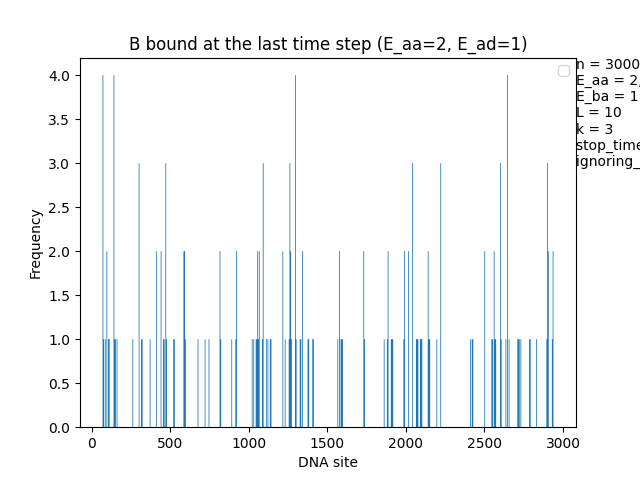 B bound at the last time step (E_aa=2, E_ad=1)
n = 3000
E_aa = 2,
E_ba = 1
L = 10
k = 3
stop_time
ignoring_
Frequency
4.0
3.5
3.0
2.5
2.0
1.5
1.0
0.5
0.0
0 500 1000 1500 2000 2500 3000
DNA site